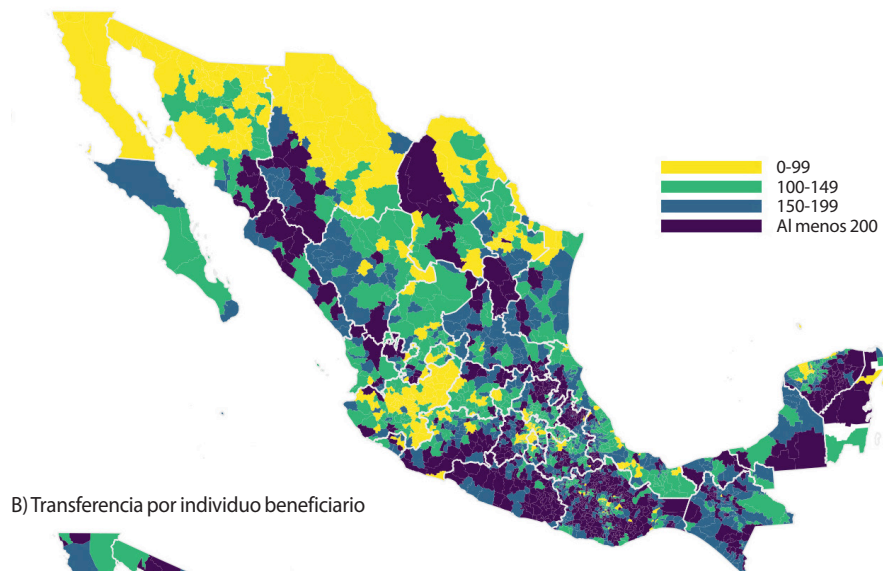 0-99
100-149
150-199
Al menos 200
B) Transferencia por individuo beneficiario